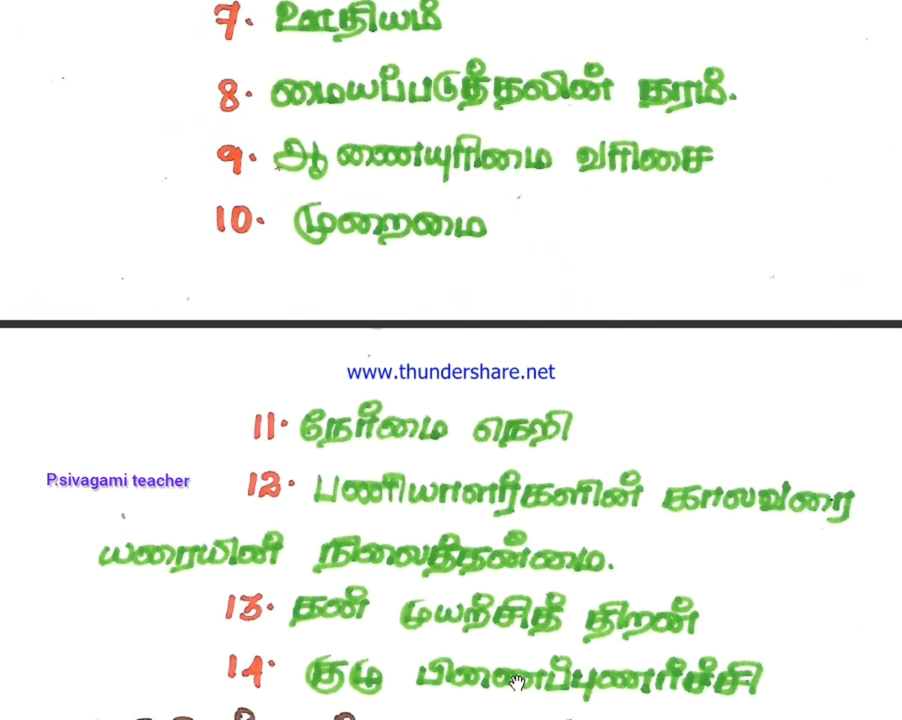 7. ஊதியம்
8. மையப்படுத்தலின் தரம்.
9. ஆணையுரிமை வரிசை
10. முறைமை
www.thundershare.net
11. நேர்மை நெறி
P.sivagami teacher
12. பணியாளர்களின் காலவரை
யரையின் நிலைத்தன்மை.
13. தன் முயற்சித் திறன்
14. குழு பிணைப்புணர்ச்சி